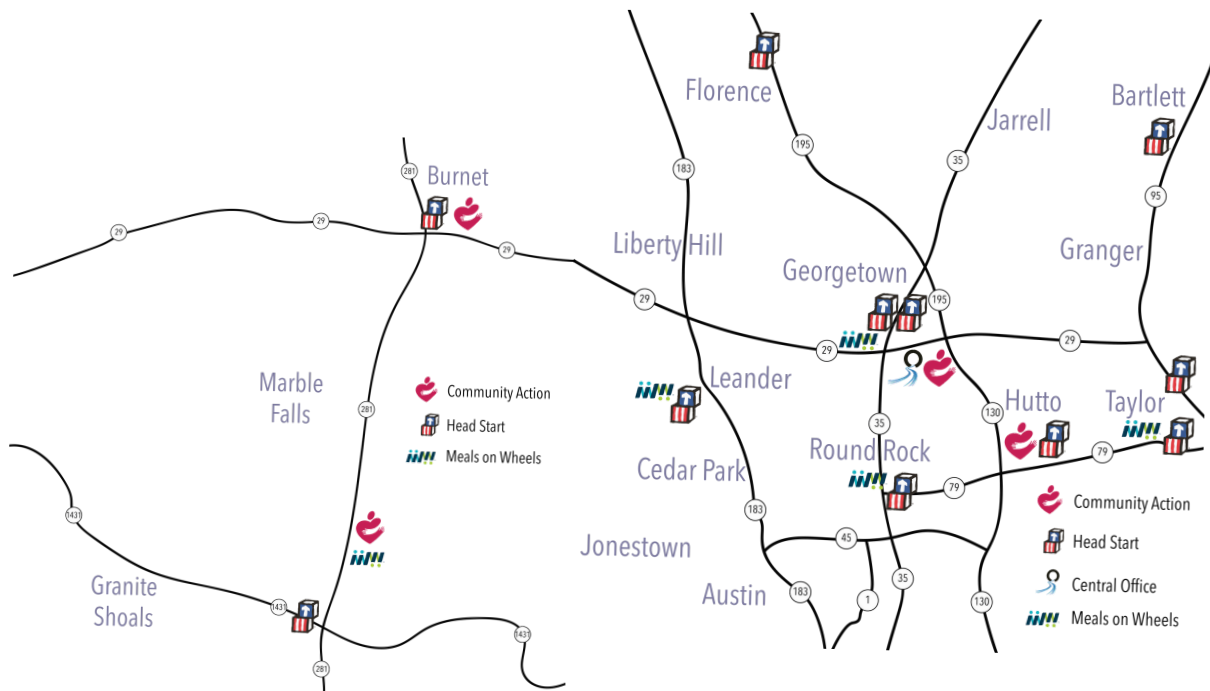 Florence
Bartlett
Jarrell
195
35
281
Burnet
183
95
29
29
29
Liberty Hill
Granger
Georgetown
29
195
29
29
Marble
Falls
Leander
Community Action
Head Start
Meals on Wheels
281
Hutto
Taylor
130
35
Round Rock
79
Cedar Park
79
Community Action
183
1431
Head Start
45
Jonestown
Central Office
35
Granite
Shoals
Austin
183
1
130
1431
Meals on Wheels
1431
281